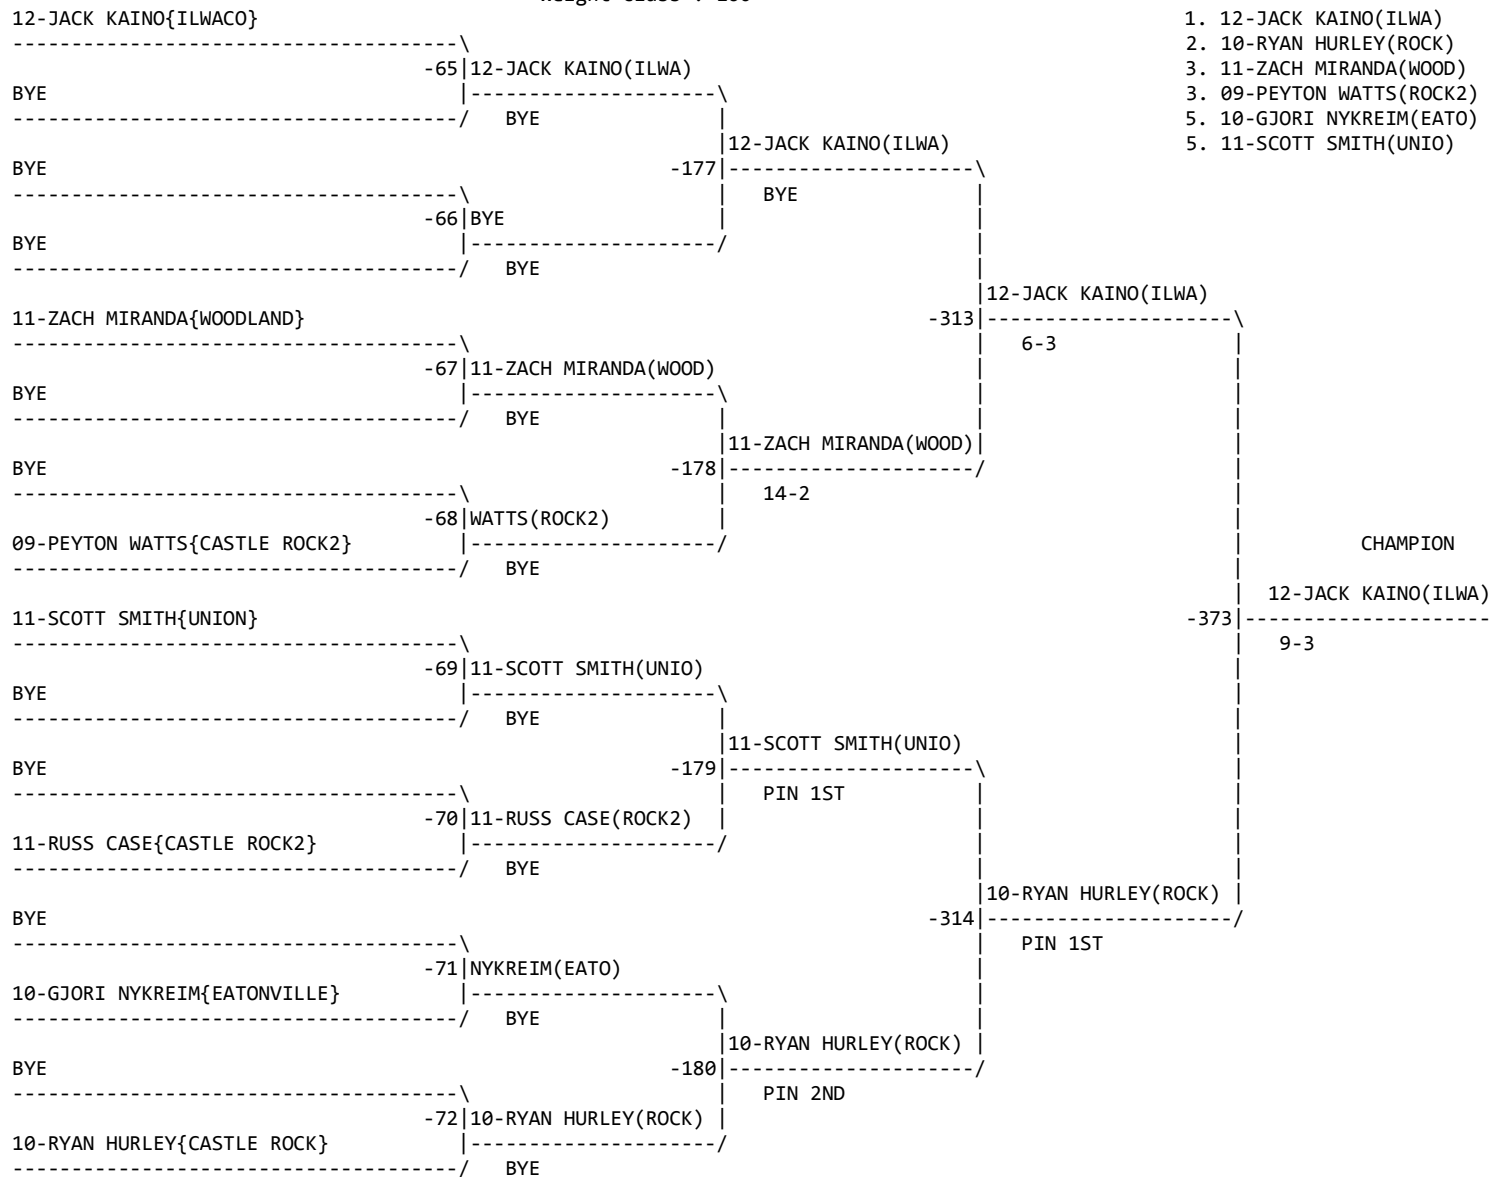 12-JACK KAINO{ILWACO} 1. 12-JACK KAINO(ILWA)
2. 10-RYAN HURLEY(ROCK)
-65 12-JACK KAINO(ILWA) 3. 11-ZACH MIRANDA(WOOD)
BYE 3. 09-PEYTON WATTS(ROCK2)
BYE 5. 10-GJORI NYKREIM(EATO)
12-JACK KAINO(ILWA) 5. 11-SCOTT SMITH(UNIO)
BYE -177
BYE
-66 BYE
BYE
BYE
12-JACK KAINO(ILWA)
11-ZACH MIRANDA{WOODLAND} -313
6-3
-67 11-ZACH MIRANDA(WOOD)
BYE
BYE
11-ZACH MIRANDA(WOOD)
BYE -178
14-2
-68 WATTS(ROCK2)
09-PEYTON WATTS{CASTLE ROCK2} CHAMPION
BYE
12-JACK KAINO(ILWA)
11-SCOTT SMITH{UNION} -373
9-3
-69 11-SCOTT SMITH(UNIO)
BYE
BYE
11-SCOTT SMITH(UNIO)
BYE -179
PIN 1ST
-70 11-RUSS CASE(ROCK2)
11-RUSS CASE{CASTLE ROCK2}
BYE
10-RYAN HURLEY(ROCK)
BYE -314
PIN 1ST
-71 NYKREIM(EATO)
10-GJORI NYKREIM{EATONVILLE}
BYE
10-RYAN HURLEY(ROCK)
BYE -180
PIN 2ND
-72 10-RYAN HURLEY(ROCK)
10-RYAN HURLEY{CASTLE ROCK}
BYE